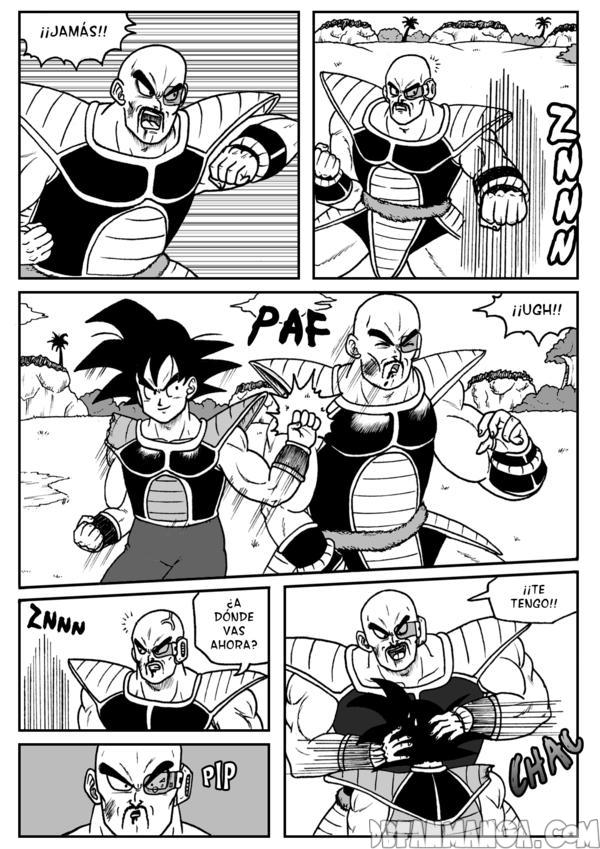 ¡¡JAMÁS!!
ZNNN
PAF
¡¡UGH!!
ZNNN
¿A
DÓNDE
VAS
AHORA?
PIP
¡¡TE
TENGO!!
CHAC
DBFANMANGA.COM